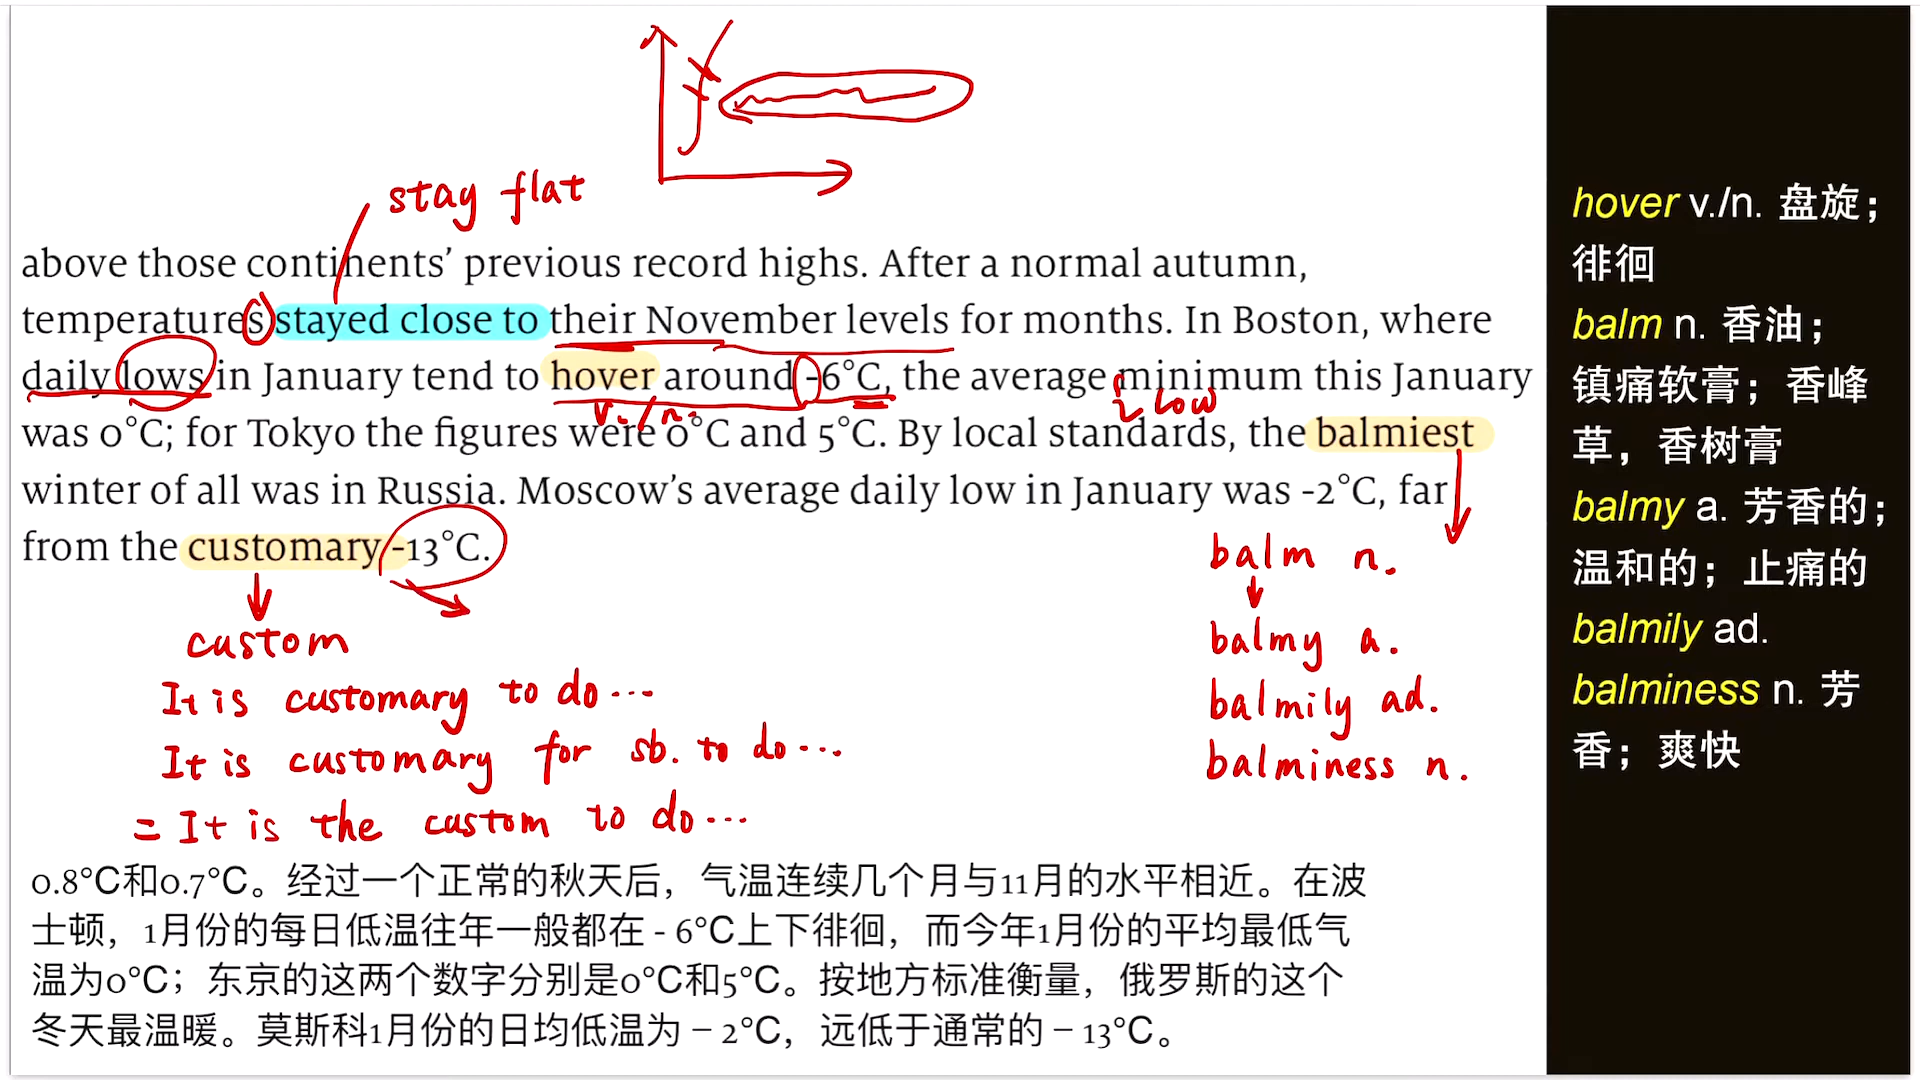 stay flat
above those continents’ previous record highs. After a normal autumn,
temperatures stayed close to their November levels for months. In Boston, where
daily lows in January tend to hover around -6°C, the average minimum this January
v. / n.
low
was 0°C; for Tokyo the figures were 0°C and 5°C. By local standards, the balmiest
winter of all was in Russia. Moscow’s average daily low in January was -2°C, far
from the customary -13°C.
custom
It is customary to do ...
It is customary for sb. to do ...
= It is the custom to do ...
balm n.
balmy a.
balmily ad.
balminess n.
0.8°C和0.7°C。经过一个正常的秋天后，气温连续几个月与11月的水平相近。在波
士顿，1月份的每日低温往年一般都在 - 6°C上下徘徊，而今年1月份的平均最低气
温为0°C；东京的这两个数字分别是0°C和5°C。按地方标准衡量，俄罗斯的这个
冬天最温暖。莫斯科1月份的日均低温为 – 2°C，远低于通常的 – 13°C。
hover v./n. 盘旋；
徘徊
balm n. 香油；
镇痛软膏；香峰
草，香树膏
balmy a. 芳香的；
温和的；止痛的
balmily ad.
balminess n. 芳
香；爽快